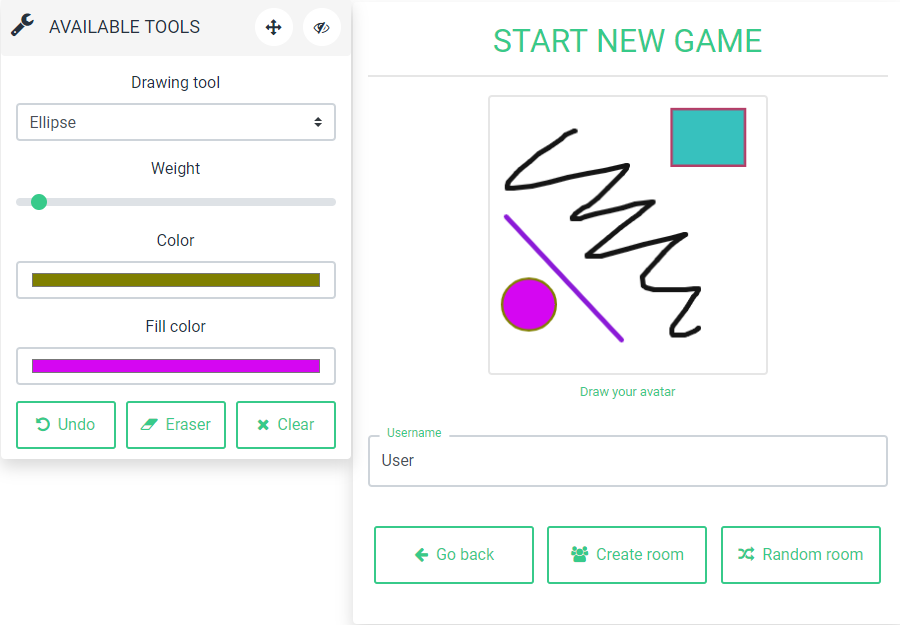 AVAILABLE TOOLS
Drawing tool
Ellipse
Weight
Color
Fill color
Undo
Eraser
Clear
START NEW GAME
Draw your avatar
Username
User
Go back
Create room
Random room